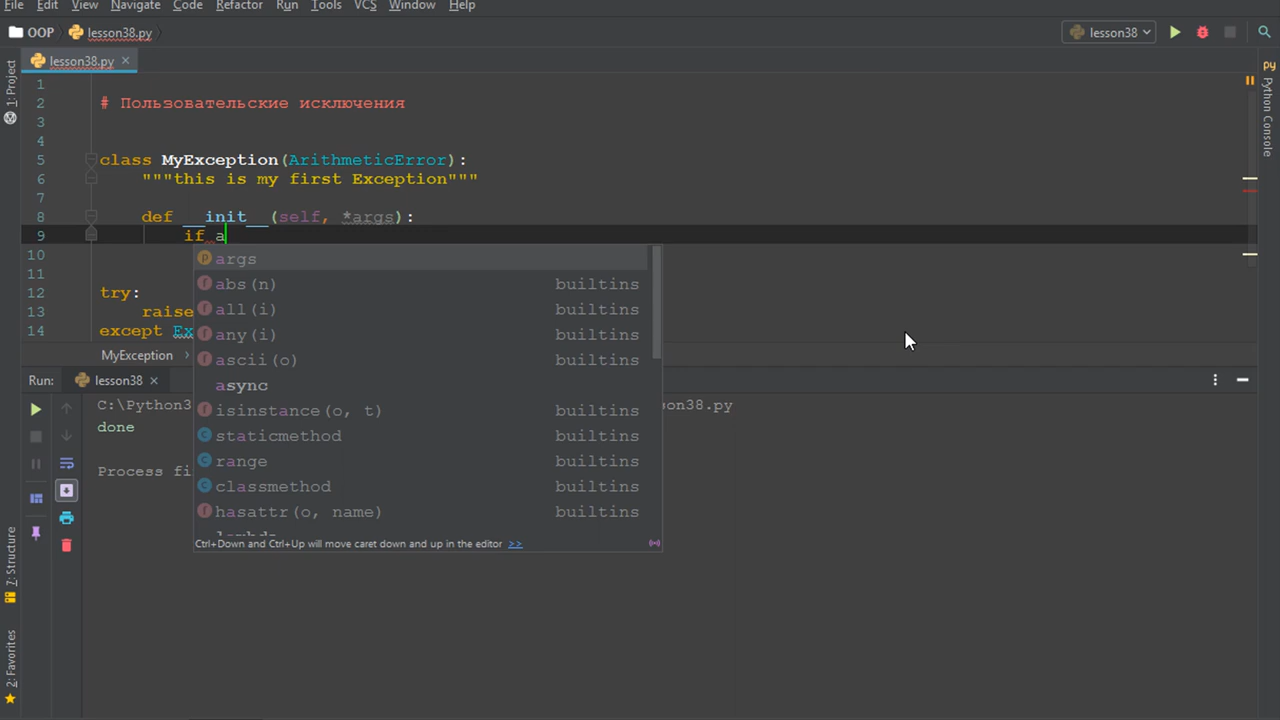 File Edit View Navigate Code Refactor Run Tools VCS Window Help
OOP lesson38.py lesson38
lesson38.py
1
2 # Пользовательские исключения
3
4
5 class MyException(ArithmeticError):
6 """this is my first Exception"""
7
8 def __init__(self, *args):
9 if a
10
11
12 try:
13 raise
14 except Ex
args
abs(n) builtins
all(i) builtins
any(i) builtins
ascii(o) builtins
async
isinstance(o, t) builtins
staticmethod builtins
range builtins
classmethod builtins
hasattr(o, name) builtins
lambda
Ctrl+Down and Ctrl+Up will move caret down and up in the editor >>
MyException
Run: lesson38
C:\Python3 son38.py
done
Process fi
1: Project
7: Structure
2: Favorites
Python Console